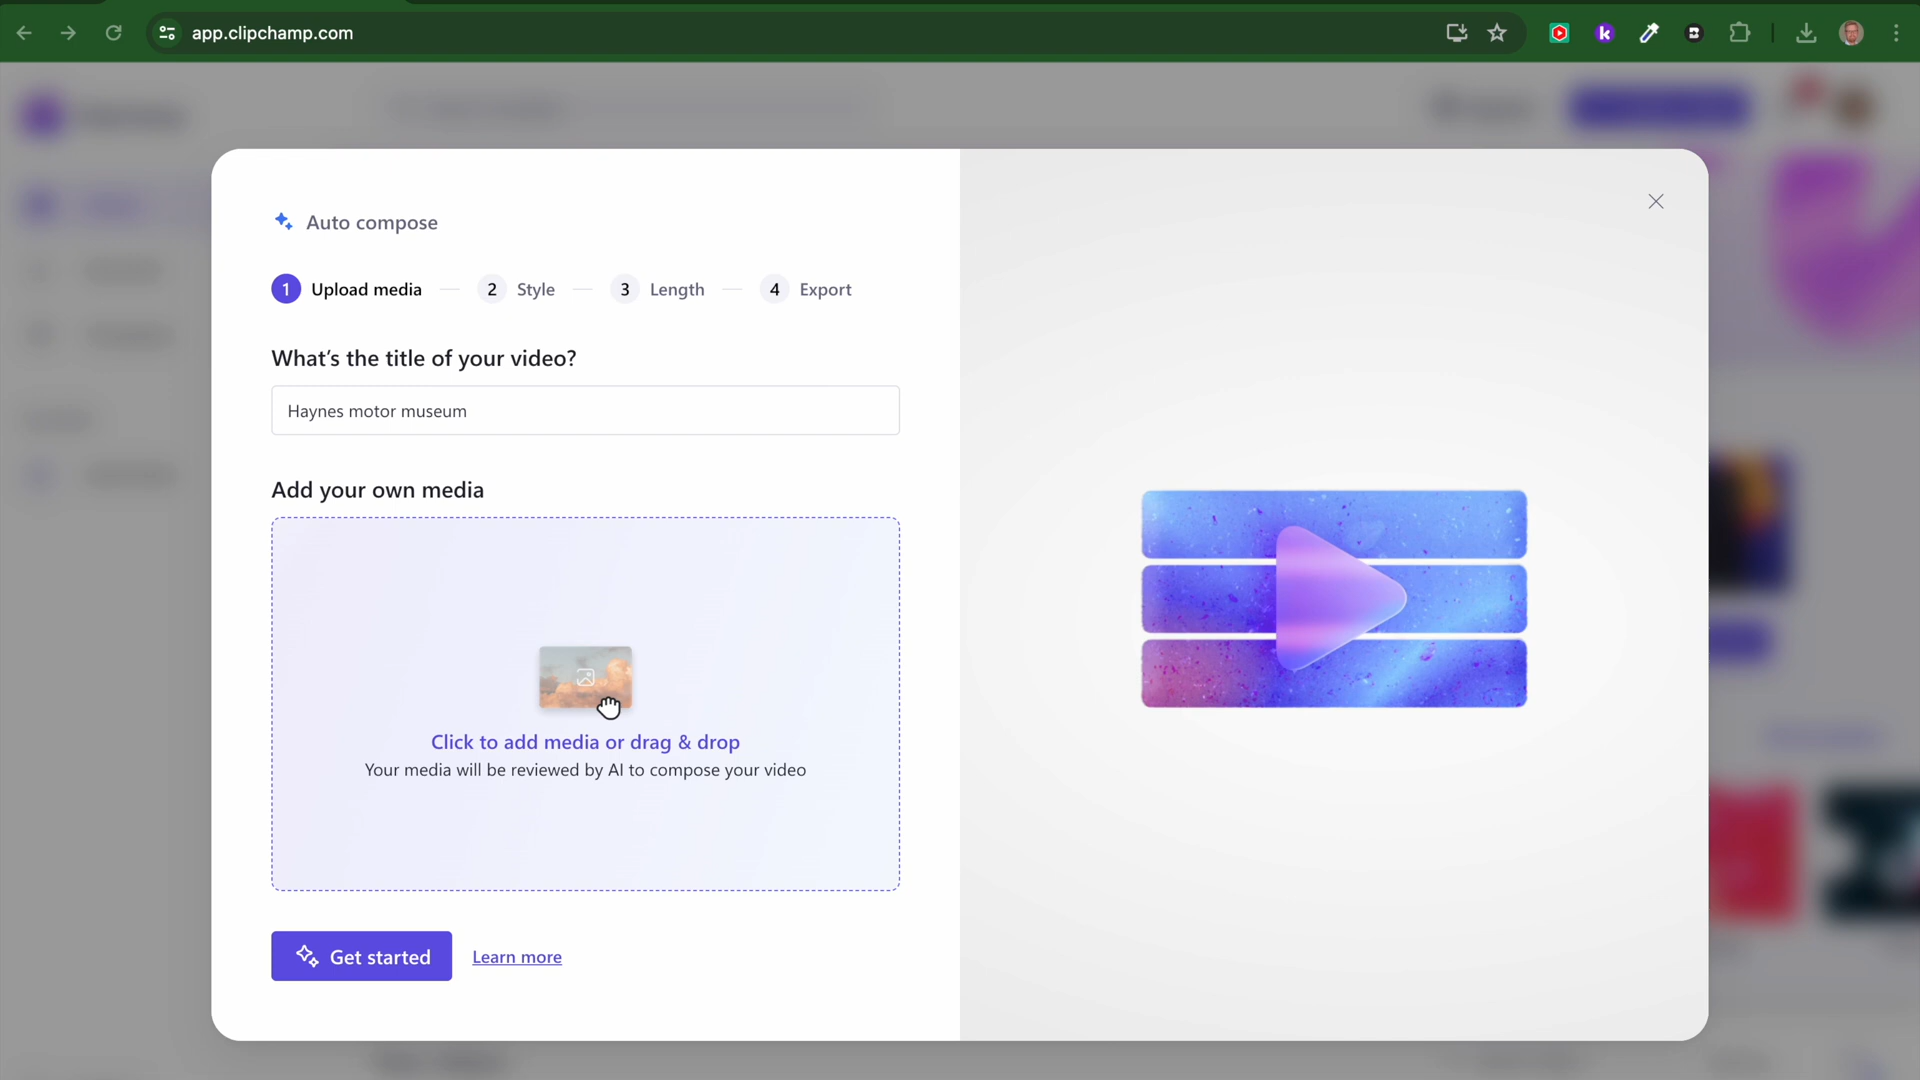 app.clipchamp.com
Auto compose
1 Upload media
2 Style
3 Length
4 Export
What's the title of your video?
Haynes motor museum
Add your own media
Click to add media or drag & drop
Your media will be reviewed by AI to compose your video
Get started
Learn more